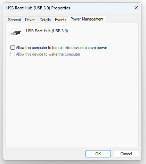 USB Root Hub (USB 3.0) Properties
General Driver Details Events Power Management
USB Root Hub (USB 3.0)
Allow the computer to turn off this device to save power
Allow this device to wake the computer
OK Cancel